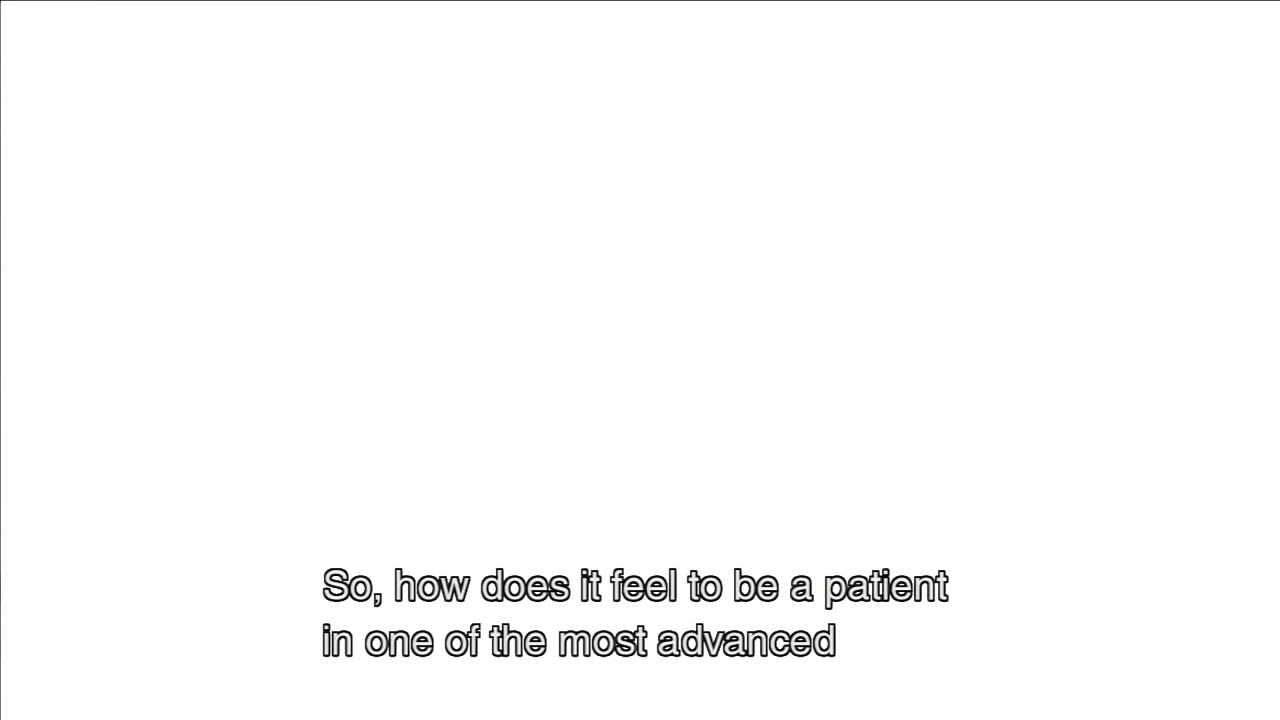 So, how does it feel to be a patient
in one of the most advanced